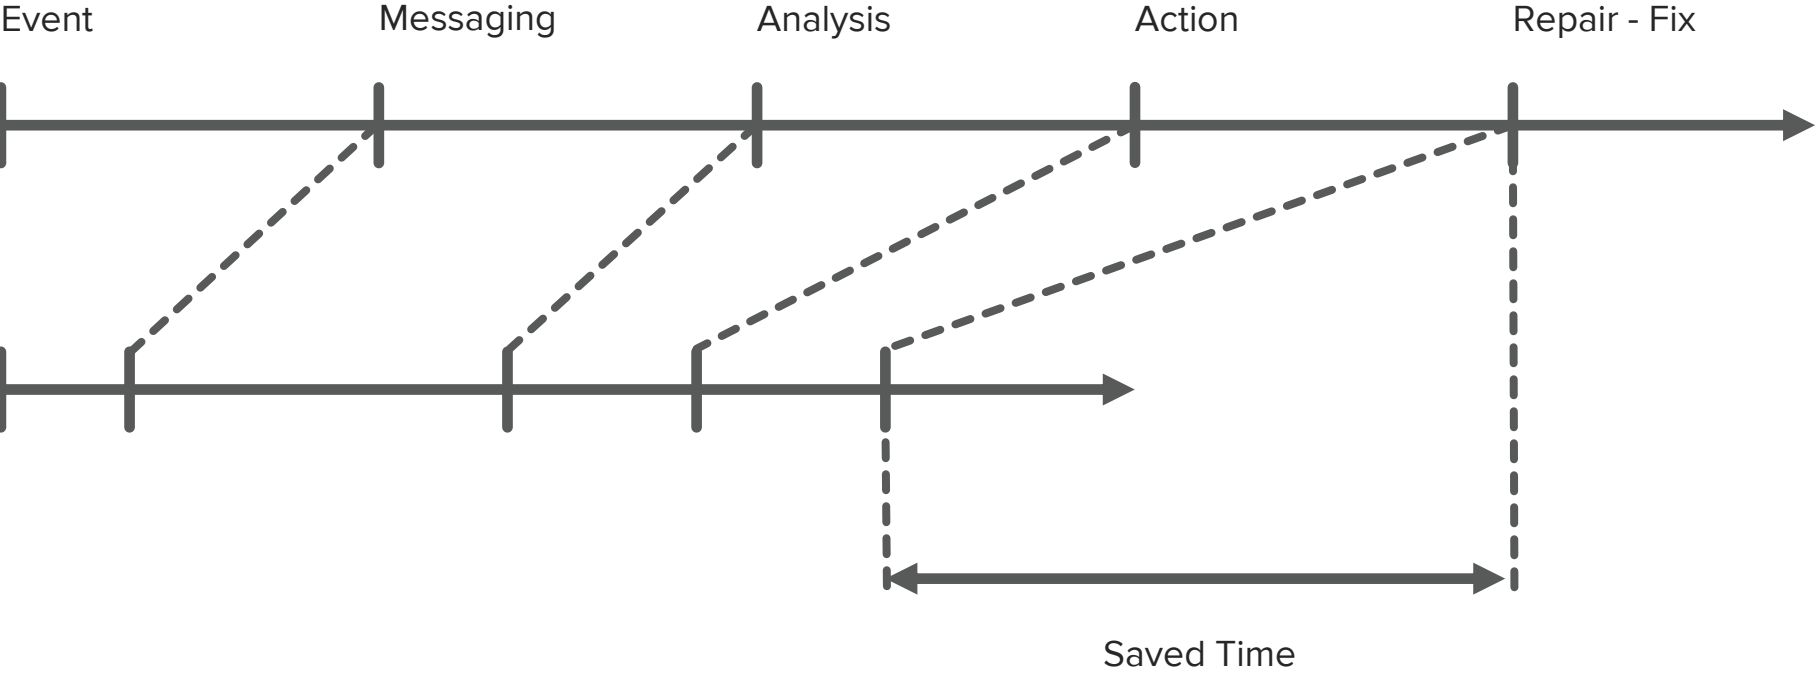 Event
Messaging
Analysis
Action
Repair - Fix
Saved Time